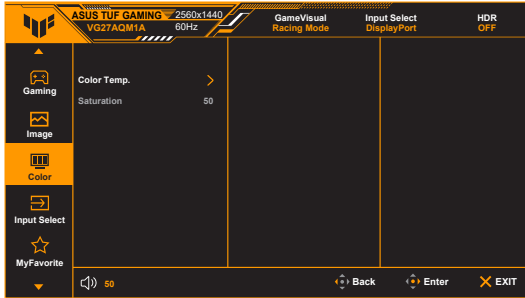 ASUS TUF GAMING 2560x1440 GameVisual Input Select HDR
VG27AQM1A 60Hz Racing Mode DisplayPort OFF
Gaming
Color Temp.
Saturation 50
Image
Color
Input Select
MyFavorite
50 Back Enter EXIT